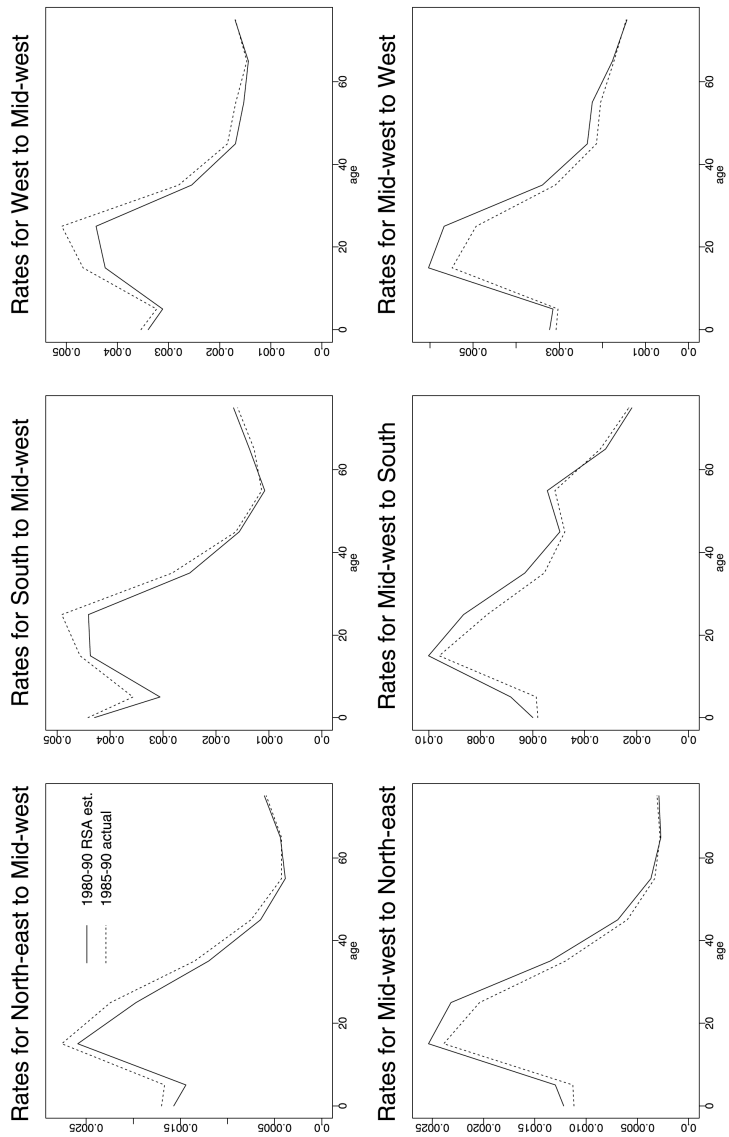 Rates for North-east to Mid-west
1980-90 RSA est.
1985-90 actual
0.0025
0.0015
0.0005
0.0
0 20 40 60
age
Rates for South to Mid-west
0.005
0.004
0.003
0.002
0.001
0.0
0 20 40 60
age
Rates for West to Mid-west
0.005
0.004
0.003
0.002
0.001
0.0
0 20 40 60
age
Rates for Mid-west to North-east
0.0025
0.0020
0.0015
0.0010
0.0005
0.0
0 20 40 60
age
Rates for Mid-west to South
0.010
0.008
0.006
0.004
0.002
0.0
0 20 40 60
age
Rates for Mid-west to West
0.005
0.003
0.001
0.0
0 20 40 60
age